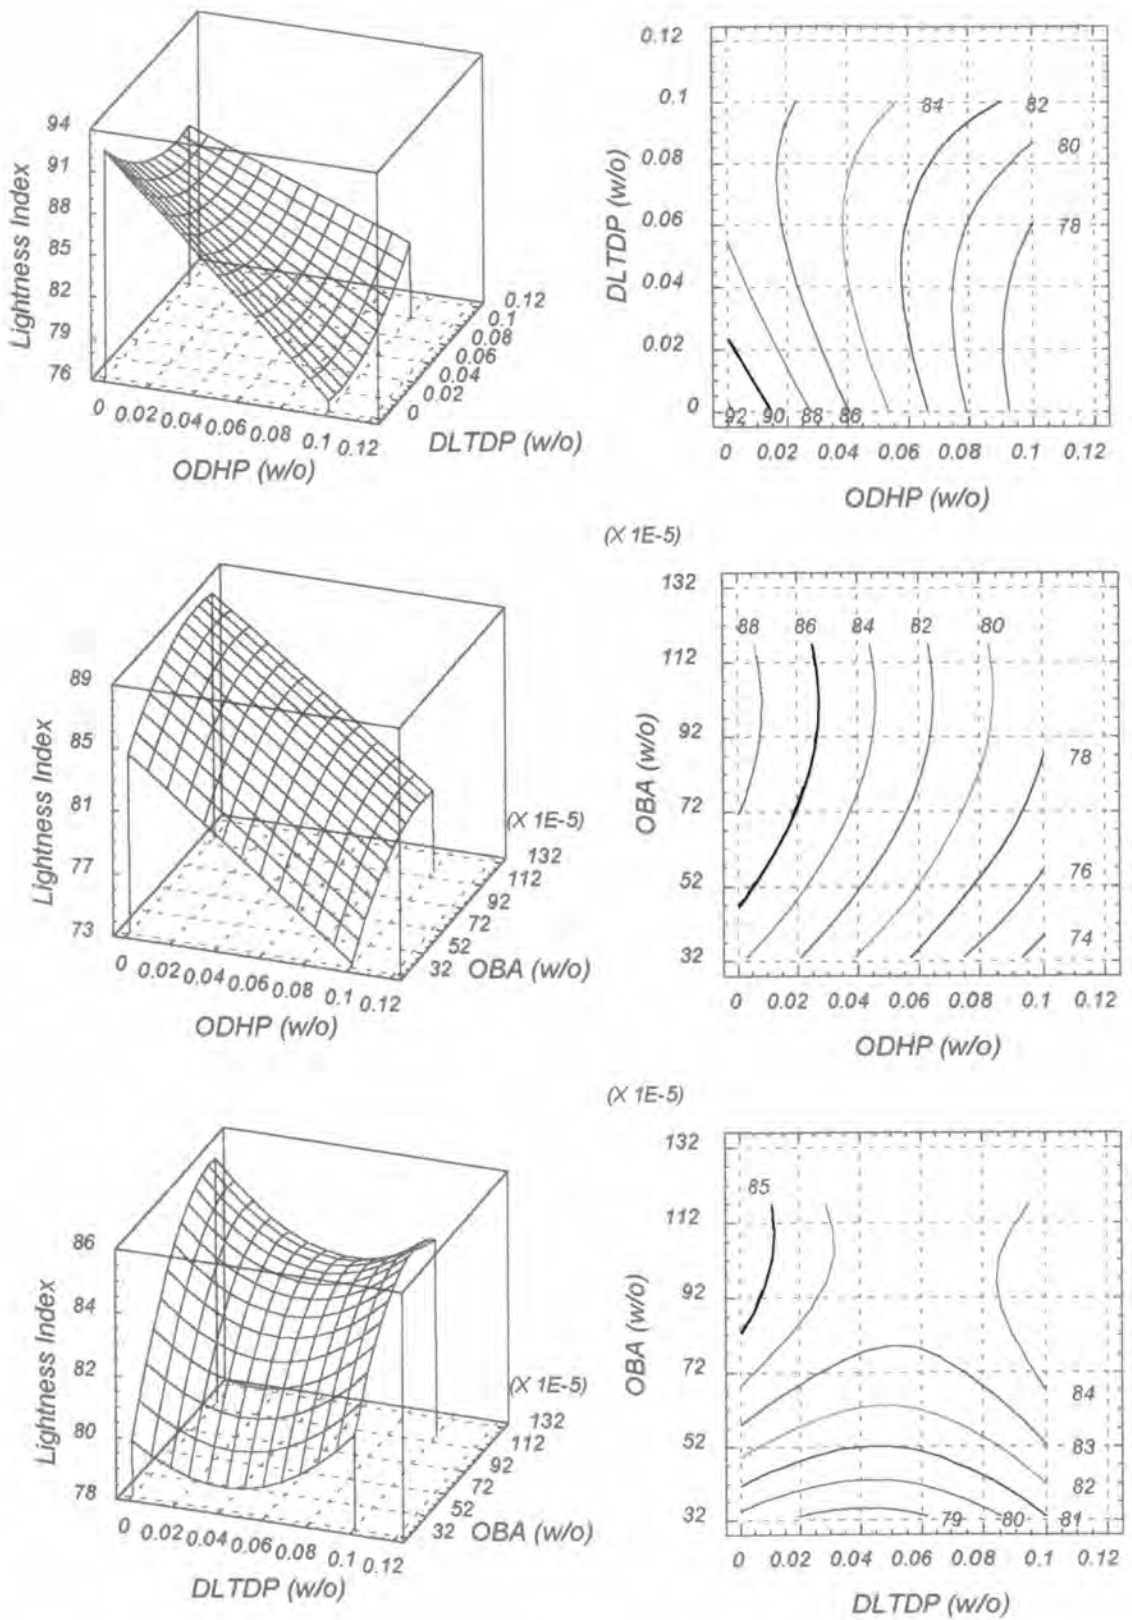 Lightness Index
94
91
88
85
82
79
76
0 0.02 0.04 0.06 0.08 0.1 0.12
ODHP (w/o)
0 0.02 0.04 0.06 0.08 0.1 0.12
DLTDP (w/o)
DLTDP (w/o)
0.12
0.1
0.08
0.06
0.04
0.02
0
84 82
80
78
92 90 88 86
0 0.02 0.04 0.06 0.08 0.1 0.12
ODHP (w/o)
Lightness Index
89
85
81
77
73
0 0.02 0.04 0.06 0.08 0.1 0.12
ODHP (w/o)
(X 1E-5)
132
112
92
72
52
32 OBA (w/o)
(X 1E-5)
OBA (w/o)
132
112
92
72
52
32
88 86 84 82 80
78
76
74
0 0.02 0.04 0.06 0.08 0.1 0.12
ODHP (w/o)
Lightness Index
86
84
82
80
78
0 0.02 0.04 0.06 0.08 0.1 0.12
DLTDP (w/o)
(X 1E-5)
132
112
92
72
52
32 OBA (w/o)
(X 1E-5)
OBA (w/o)
132
112
92
72
52
32
85
84
83
82
79 80 81
0 0.02 0.04 0.06 0.08 0.1 0.12
DLTDP (w/o)